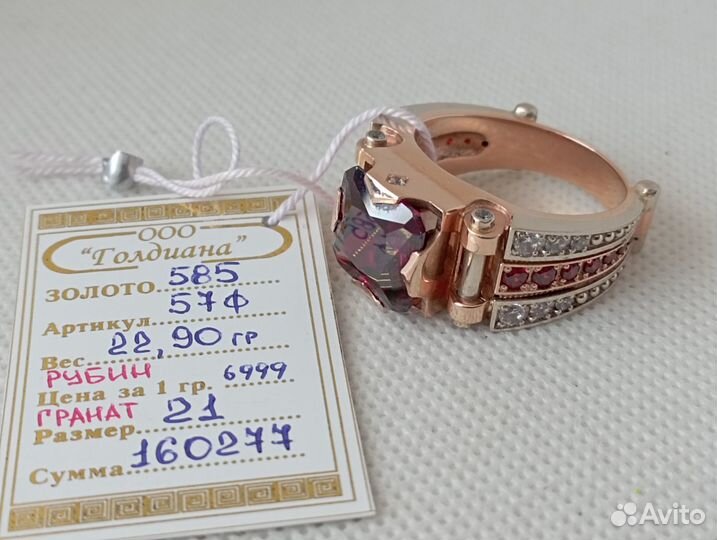 ООО
"Голдиана"
ЗОЛОТО 585
Артикул 57Ф
Вес 22,90 гр
РУБИН
Цена за 1 гр. 6999
ГРАНАТ
Размер 21
Сумма 160277
Avito